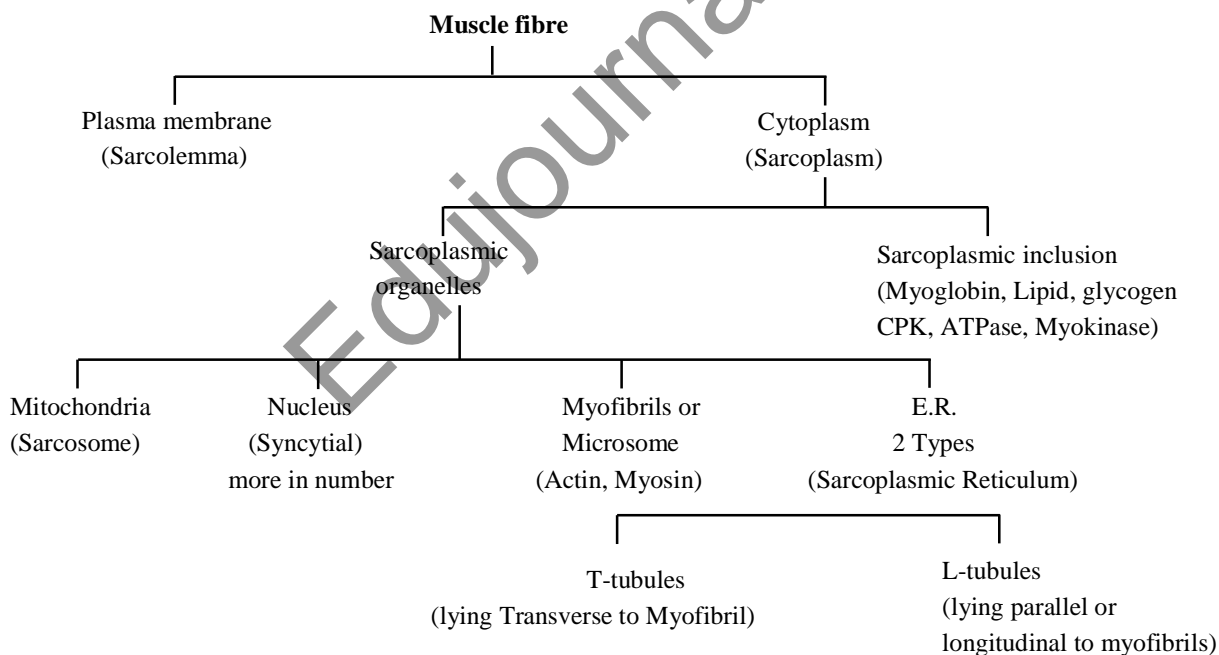 Muscle fibre
Plasma membrane
(Sarcolemma)
Cytoplasm
(Sarcoplasm)
Sarcoplasmic
organelles
Sarcoplasmic inclusion
(Myoglobin, Lipid, glycogen
CPK, ATPase, Myokinase)
Mitochondria
(Sarcosome)
Nucleus
(Syncytial)
more in number
Myofibrils or
Microsome
(Actin, Myosin)
E.R.
2 Types
(Sarcoplasmic Reticulum)
T-tubules
(lying Transverse to Myofibril)
L-tubules
(lying parallel or
longitudinal to myofibrils)
Edujourna